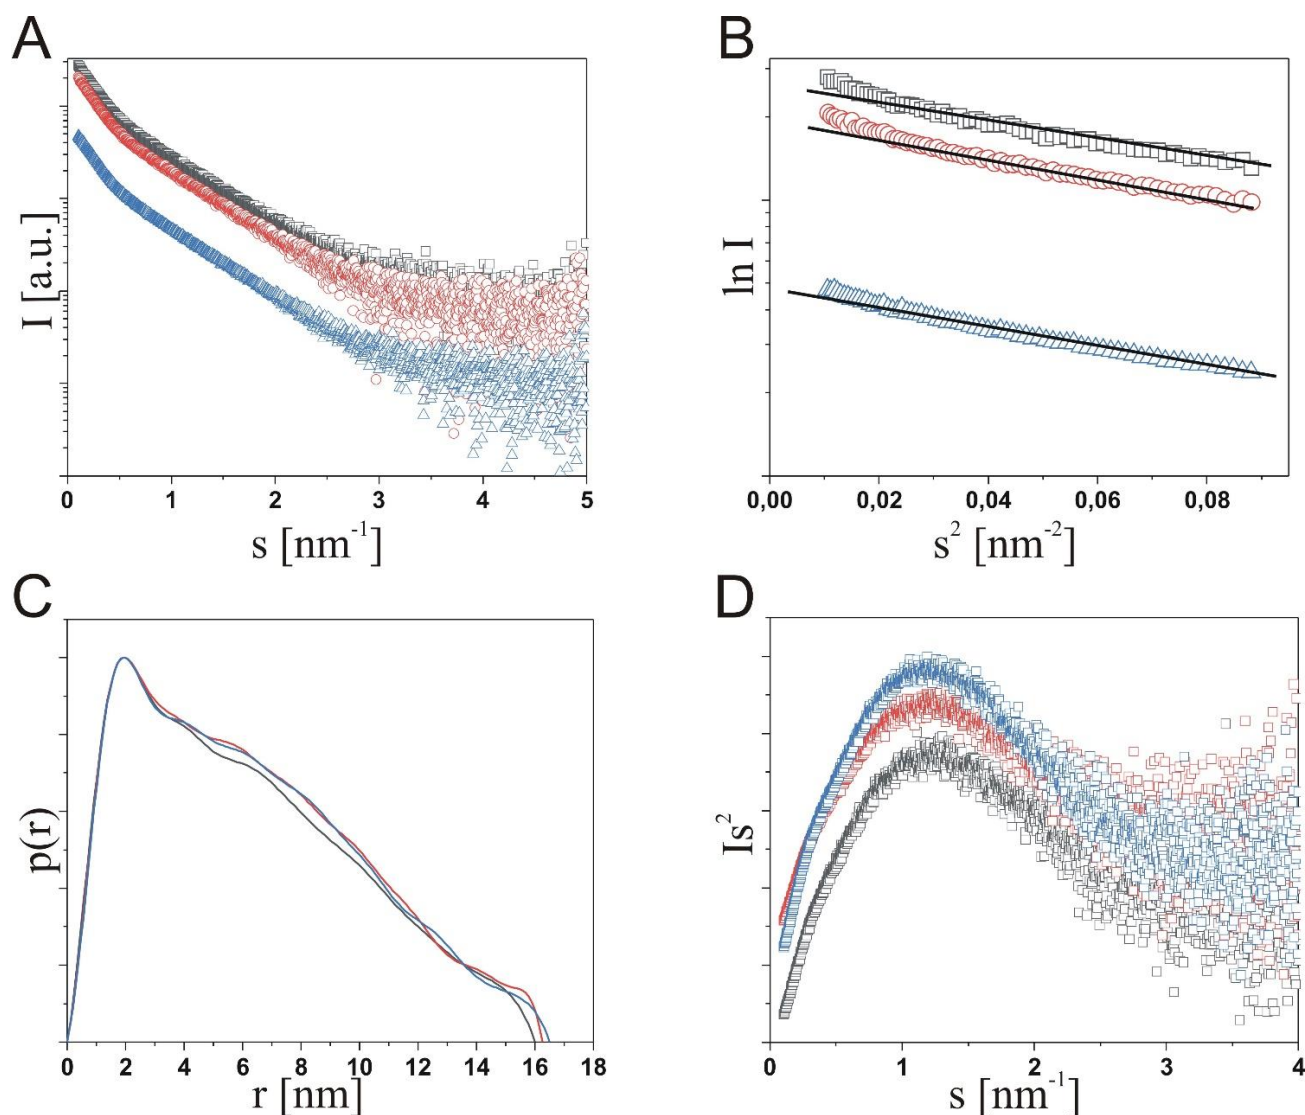 A
I [a.u.]
0 1 2 3 4 5
s [nm-1]
B
ln I
0,00 0,02 0,04 0,06 0,08
s2 [nm-2]
C
p(r)
0 2 4 6 8 10 12 14 16 18
r [nm]
D
Is2
0 1 2 3 4
s [nm-1]